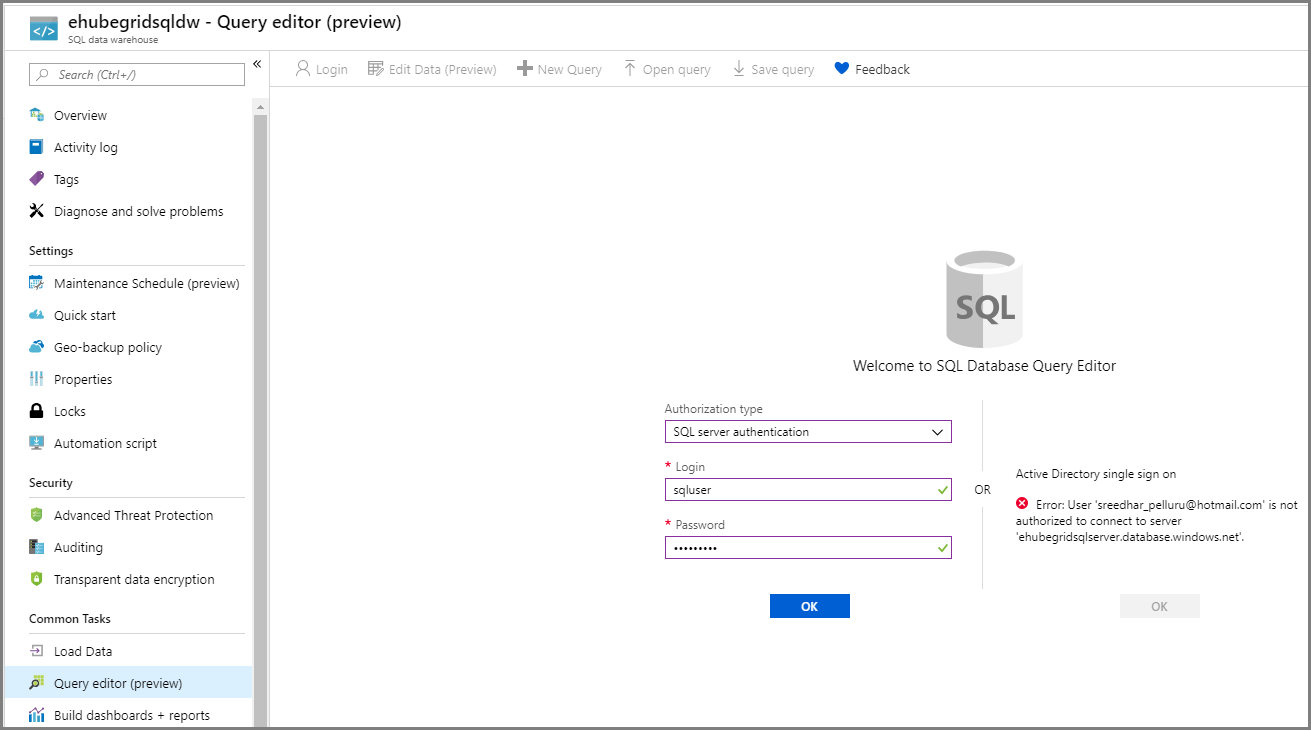 ehubegridsqldw - Query editor (preview)
SQL data warehouse
Search (Ctrl+/)
«
Login
Edit Data (Preview)
New Query
Open query
Save query
Feedback
Overview
Activity log
Tags
Diagnose and solve problems
Settings
Maintenance Schedule (preview)
Quick start
Geo-backup policy
Properties
Locks
Automation script
Security
Advanced Threat Protection
Auditing
Transparent data encryption
Common Tasks
Load Data
Query editor (preview)
Build dashboards + reports
SQL
Welcome to SQL Database Query Editor
Authorization type
SQL server authentication
* Login
sqluser
* Password
•••••••••
OK
OR
Active Directory single sign on
Error: User 'sreedhar_pelluru@hotmail.com' is not
authorized to connect to server
'ehubegridsqlserver.database.windows.net'.
OK